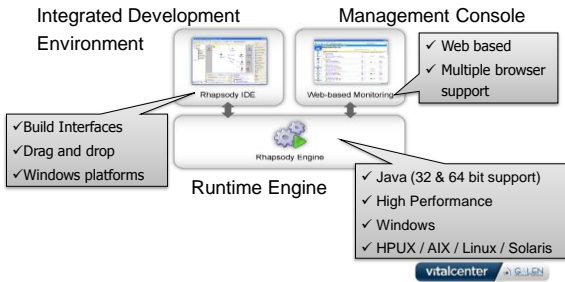 Integrated Development
Environment
Management Console
Rhapsody IDE
Web-based Monitoring
✓ Web based
✓ Multiple browser
support
✓Build Interfaces
✓Drag and drop
✓Windows platforms
Rhapsody Engine
Runtime Engine
✓ Java (32 & 64 bit support)
✓ High Performance
✓ Windows
✓ HPUX / AIX / Linux / Solaris
vitalcenter
GALEN